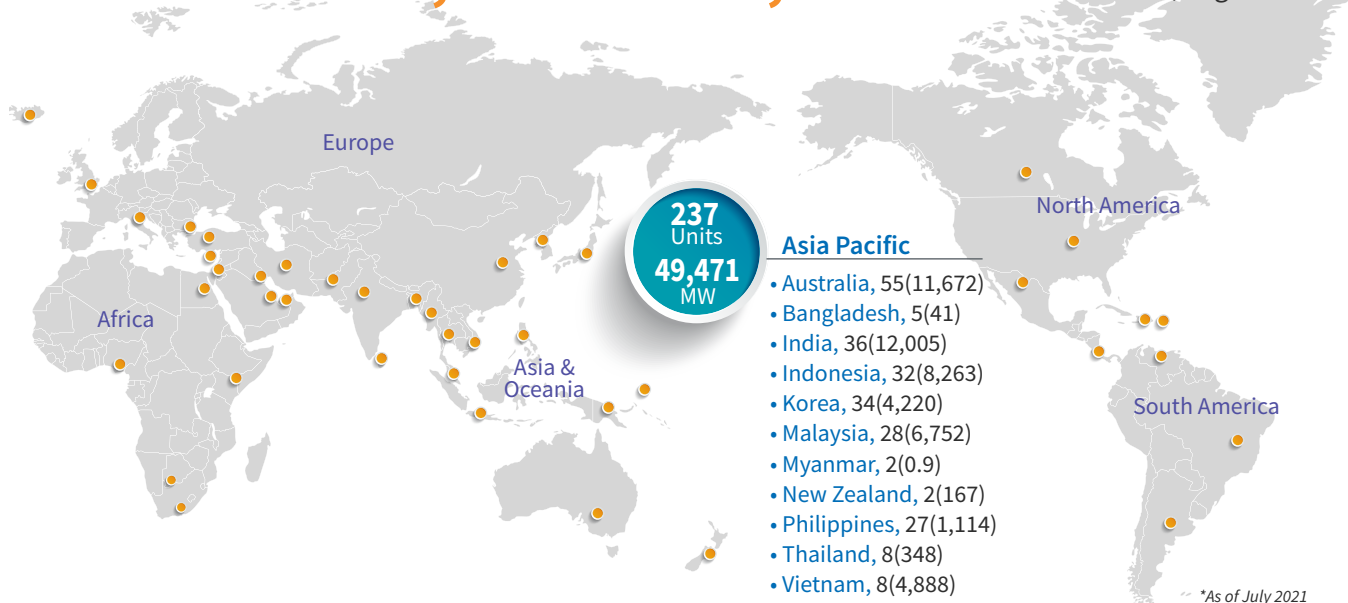 Europe
Africa
Asia &
Oceania
North America
South America
237
Units
49,471
MW
Asia Pacific
• Australia, 55(11,672)
• Bangladesh, 5(41)
• India, 36(12,005)
• Indonesia, 32(8,263)
• Korea, 34(4,220)
• Malaysia, 28(6,752)
• Myanmar, 2(0.9)
• New Zealand, 2(167)
• Philippines, 27(1,114)
• Thailand, 8(348)
• Vietnam, 8(4,888)
*As of July 2021